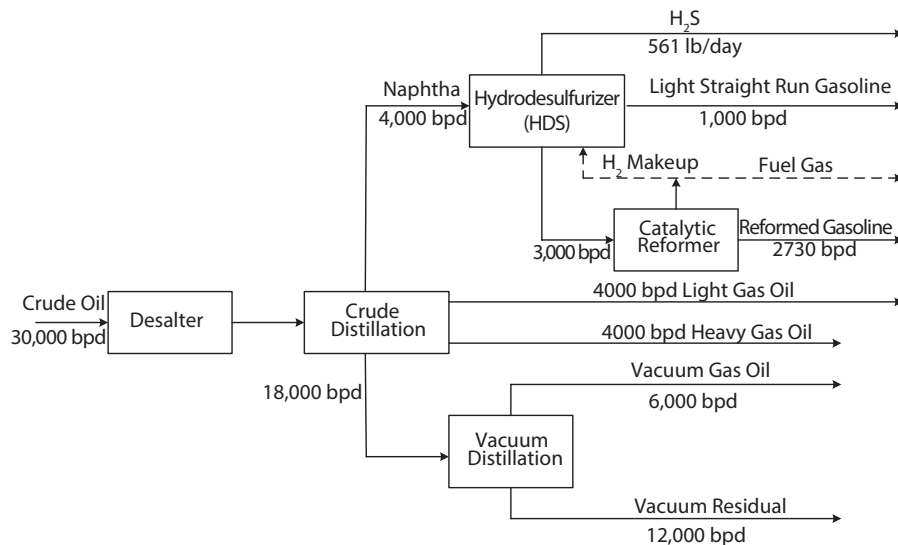 H₂S
561 lb/day
Naphtha
4,000 bpd
Hydrodesulfurizer
(HDS)
Light Straight Run Gasoline
1,000 bpd
H₂ Makeup
Fuel Gas
3,000 bpd
Catalytic
Reformer
Reformed Gasoline
2730 bpd
Crude Oil
30,000 bpd
Desalter
Crude
Distillation
4000 bpd Light Gas Oil
4000 bpd Heavy Gas Oil
18,000 bpd
Vacuum Gas Oil
6,000 bpd
Vacuum
Distillation
Vacuum Residual
12,000 bpd